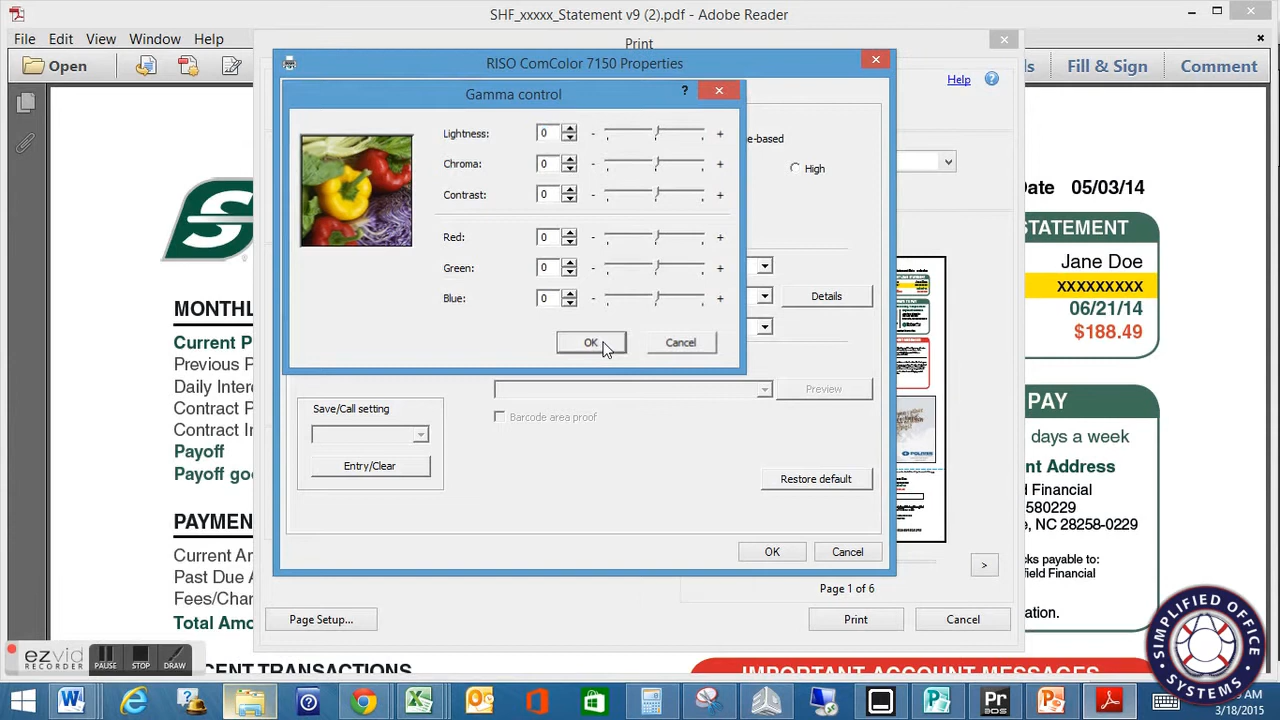 SHF_xxxxx_Statement v9 (2).pdf - Adobe Reader
File Edit View Window Help
Open
Fill & Sign
Comment
Print
RISO ComColor 7150 Properties
Help
Gamma control
?
Lightness: 0 - +
Chroma: 0 - +
Contrast: 0 - +
Red: 0 - +
Green: 0 - +
Blue: 0 - +
OK Cancel
e-based
High
Details
Preview
Barcode area proof
Save/Call setting
Entry/Clear
Restore default
OK Cancel
>
Page 1 of 6
Page Setup...
Print
Cancel
MONTHL
Current P
Previous P
Daily Inter
Contract P
Contract I
Payoff
Payoff goo
PAYMEN
Current A
Past Due A
Fees/Char
Total Amo
CENT TRANSACTIONS
Date 05/03/14
STATEMENT
Jane Doe
xxxxxxxxx
06/21/14
$188.49
PAY
days a week
nt Address
d Financial
580229
e, NC 28258-0229
cks payable to:
field Financial
ation.
IMPORTANT ACCOUNT MESSAGES
ezvid
RECORDER
PAUSE STOP DRAW
SIMPLIFIED OFFICE SYSTEMS
AM
3/18/2015